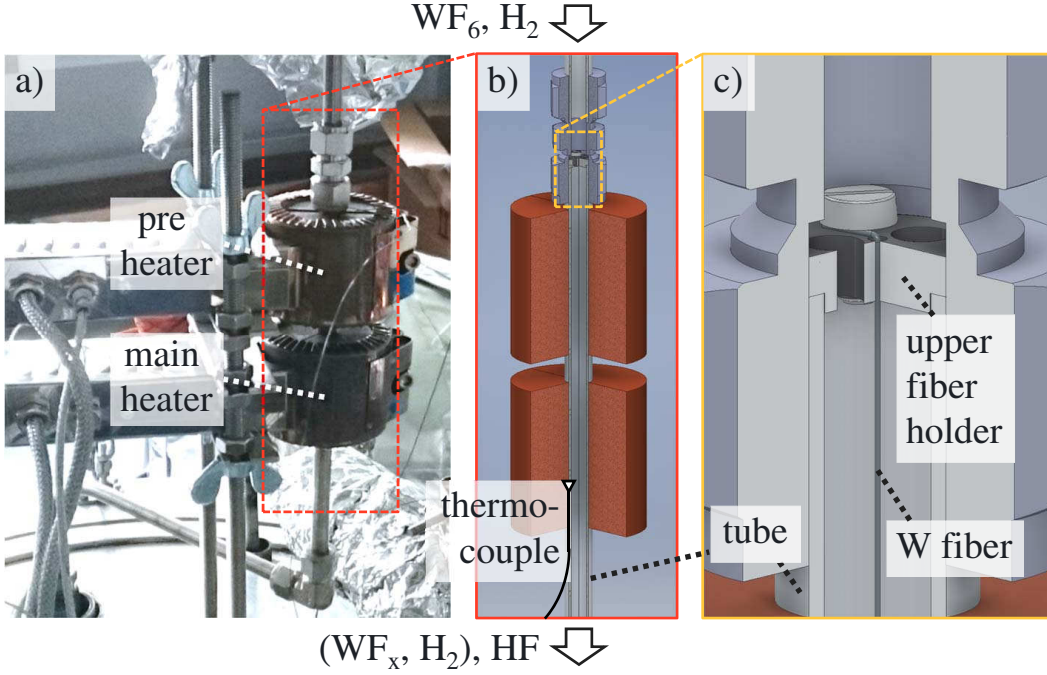 WF₆, H₂
a)
b)
c)
pre
heater
main
heater
thermo-
couple
tube
upper
fiber
holder
W fiber
(WFₓ, H₂), HF